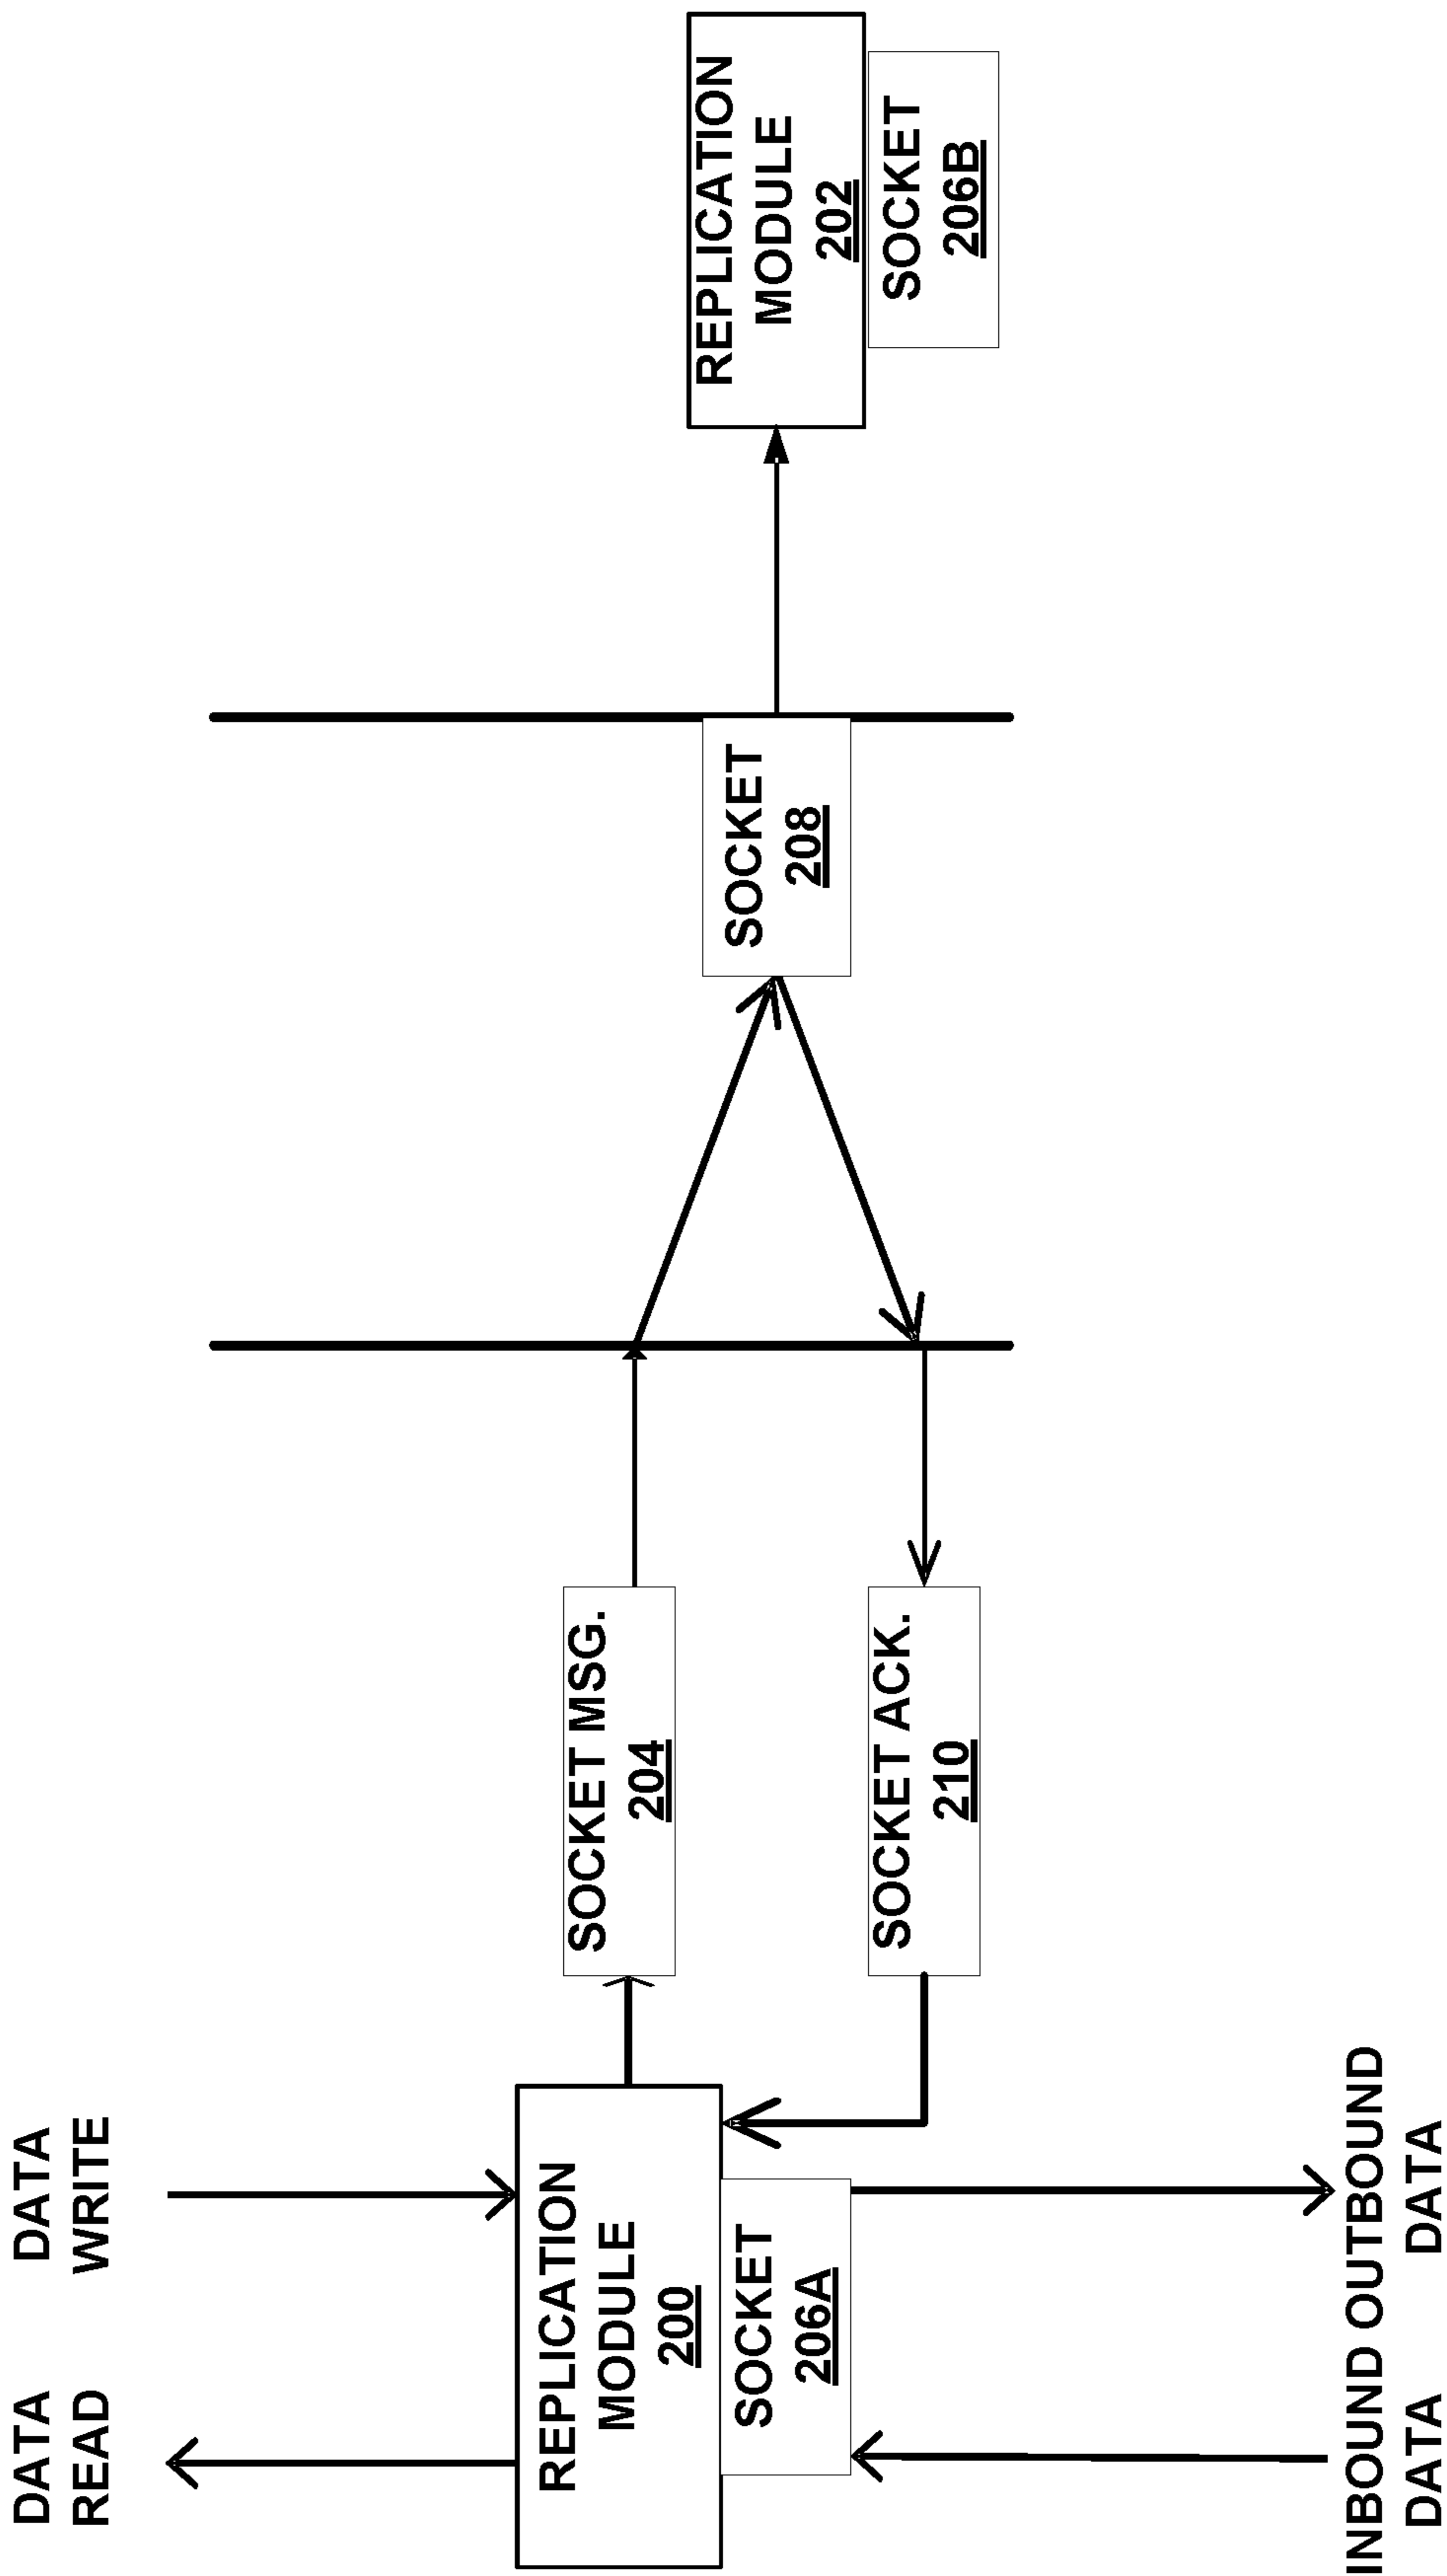 DATA
READ
DATA
WRITE
REPLICATION
MODULE
200
SOCKET
206A
INBOUND
DATA
OUTBOUND
DATA
SOCKET MSG.
204
SOCKET ACK.
210
SOCKET
208
REPLICATION
MODULE
202
SOCKET
206B